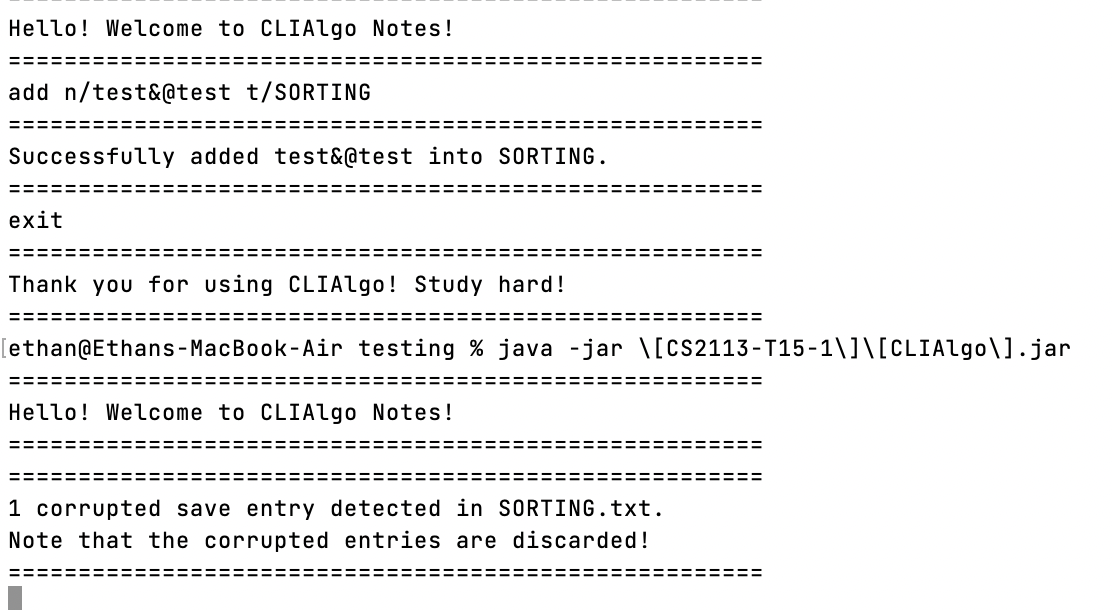 Hello! Welcome to CLIAlgo Notes!
======================================================
add n/test&@test t/SORTING
======================================================
Successfully added test&@test into SORTING.
======================================================
exit
======================================================
Thank you for using CLIAlgo! Study hard!
======================================================
[ethan@Ethans-MacBook-Air testing % java -jar \[CS2113-T15-1\]\[CLIAlgo\].jar
======================================================
Hello! Welcome to CLIAlgo Notes!
======================================================
======================================================
1 corrupted save entry detected in SORTING.txt.
Note that the corrupted entries are discarded!
======================================================